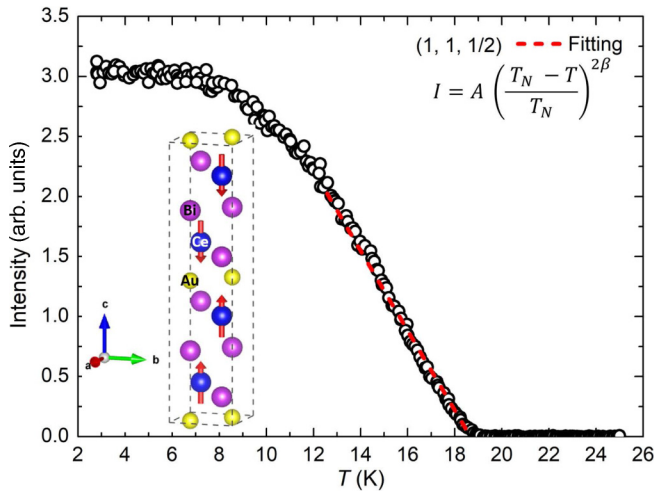 3.5
3.0
2.5
2.0
1.5
1.0
0.5
0.0
Intensity (arb. units)
(1, 1, 1/2) Fitting
I = A ((T_N − T)/T_N)^{2β}
Bi
Ce
Au
c
a
b
2 4 6 8 10 12 14 16 18 20 22 24 26
T (K)